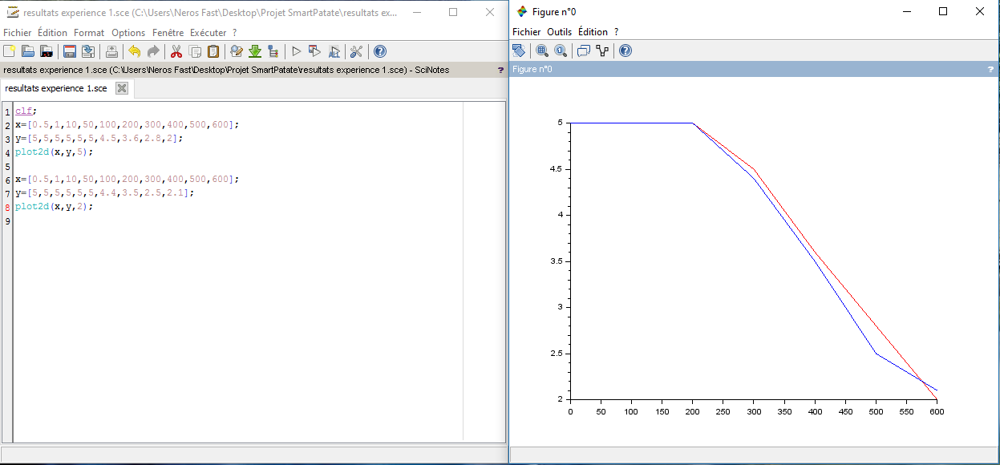 resultats experience 1.sce (C:\Users\Neros Fast\Desktop\Projet SmartPatate\resultats ex...
Fichier Édition Format Options Fenêtre Exécuter ?
resultats experience 1.sce (C:\Users\Neros Fast\Desktop\Projet SmartPatate\resultats experience 1.sce) - SciNotes ?
resultats experience 1.sce
1 clf;
2 x=[0.5,1,10,50,100,200,300,400,500,600];
3 y=[5,5,5,5,5,5,4.5,3.6,2.8,2];
4 plot2d(x,y,5);
5
6 x=[0.5,1,10,50,100,200,300,400,500,600];
7 y=[5,5,5,5,5,5,4.4,3.5,2.5,2.1];
8 plot2d(x,y,2);
9
Figure n°0
Fichier Outils Édition ?
Figure n°0 ?
5
4.5
4
3.5
3
2.5
2
0 50 100 150 200 250 300 350 400 450 500 550 600